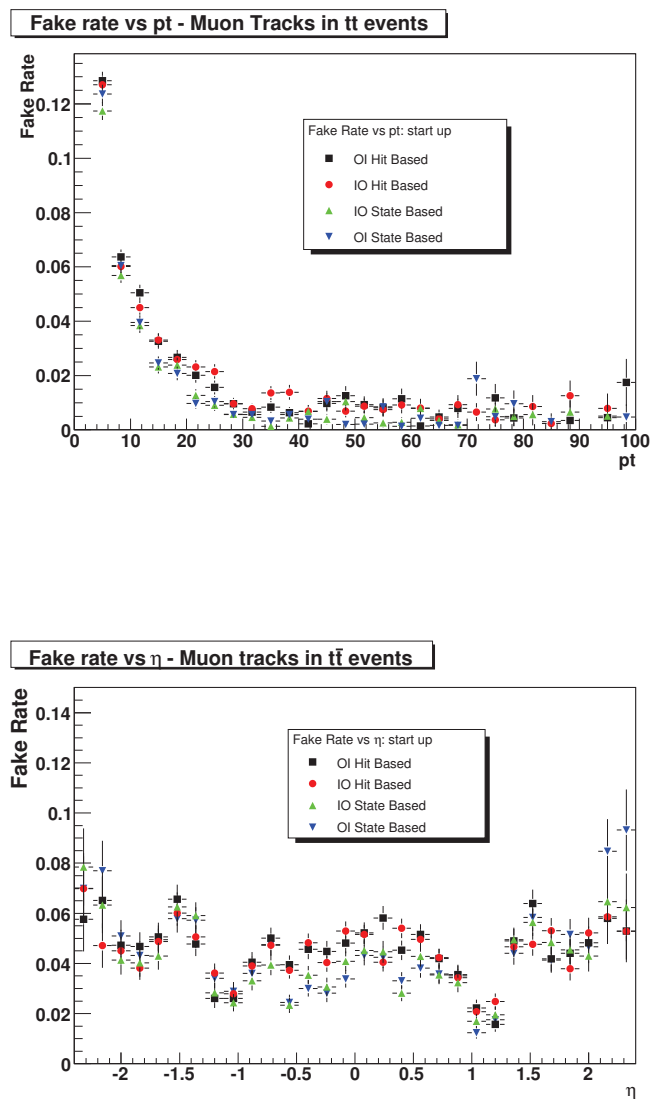 Fake rate vs pt - Muon Tracks in tt events
Fake Rate
0.12
0.1
0.08
0.06
0.04
0.02
0
Fake Rate vs pt: start up
OI Hit Based
IO Hit Based
IO State Based
OI State Based
0 10 20 30 40 50 60 70 80 90 100
pt
Fake rate vs η - Muon tracks in tt̄ events
Fake Rate
0.14
0.12
0.1
0.08
0.06
0.04
0.02
0
Fake Rate vs η: start up
OI Hit Based
IO Hit Based
IO State Based
OI State Based
-2 -1.5 -1 -0.5 0 0.5 1 1.5 2
η